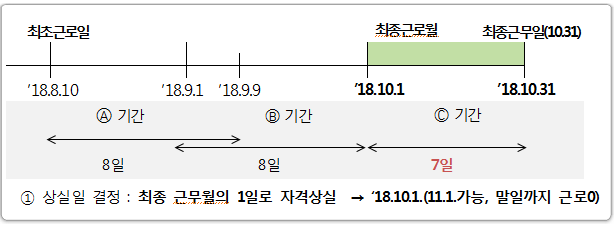 최초근로일 최종근로월 최종근무일(10.31)
‘18.8.10 ‘18.9.1 ‘18.9.9 ‘18.10.1 ‘18.10.31
Ⓐ 기간 Ⓑ 기간 Ⓒ 기간
8일 8일 7일
① 상실일 결정 : 최종 근무월의 1일로 자격상실 → ‘18.10.1.(11.1.가능, 말일까지 근로0)